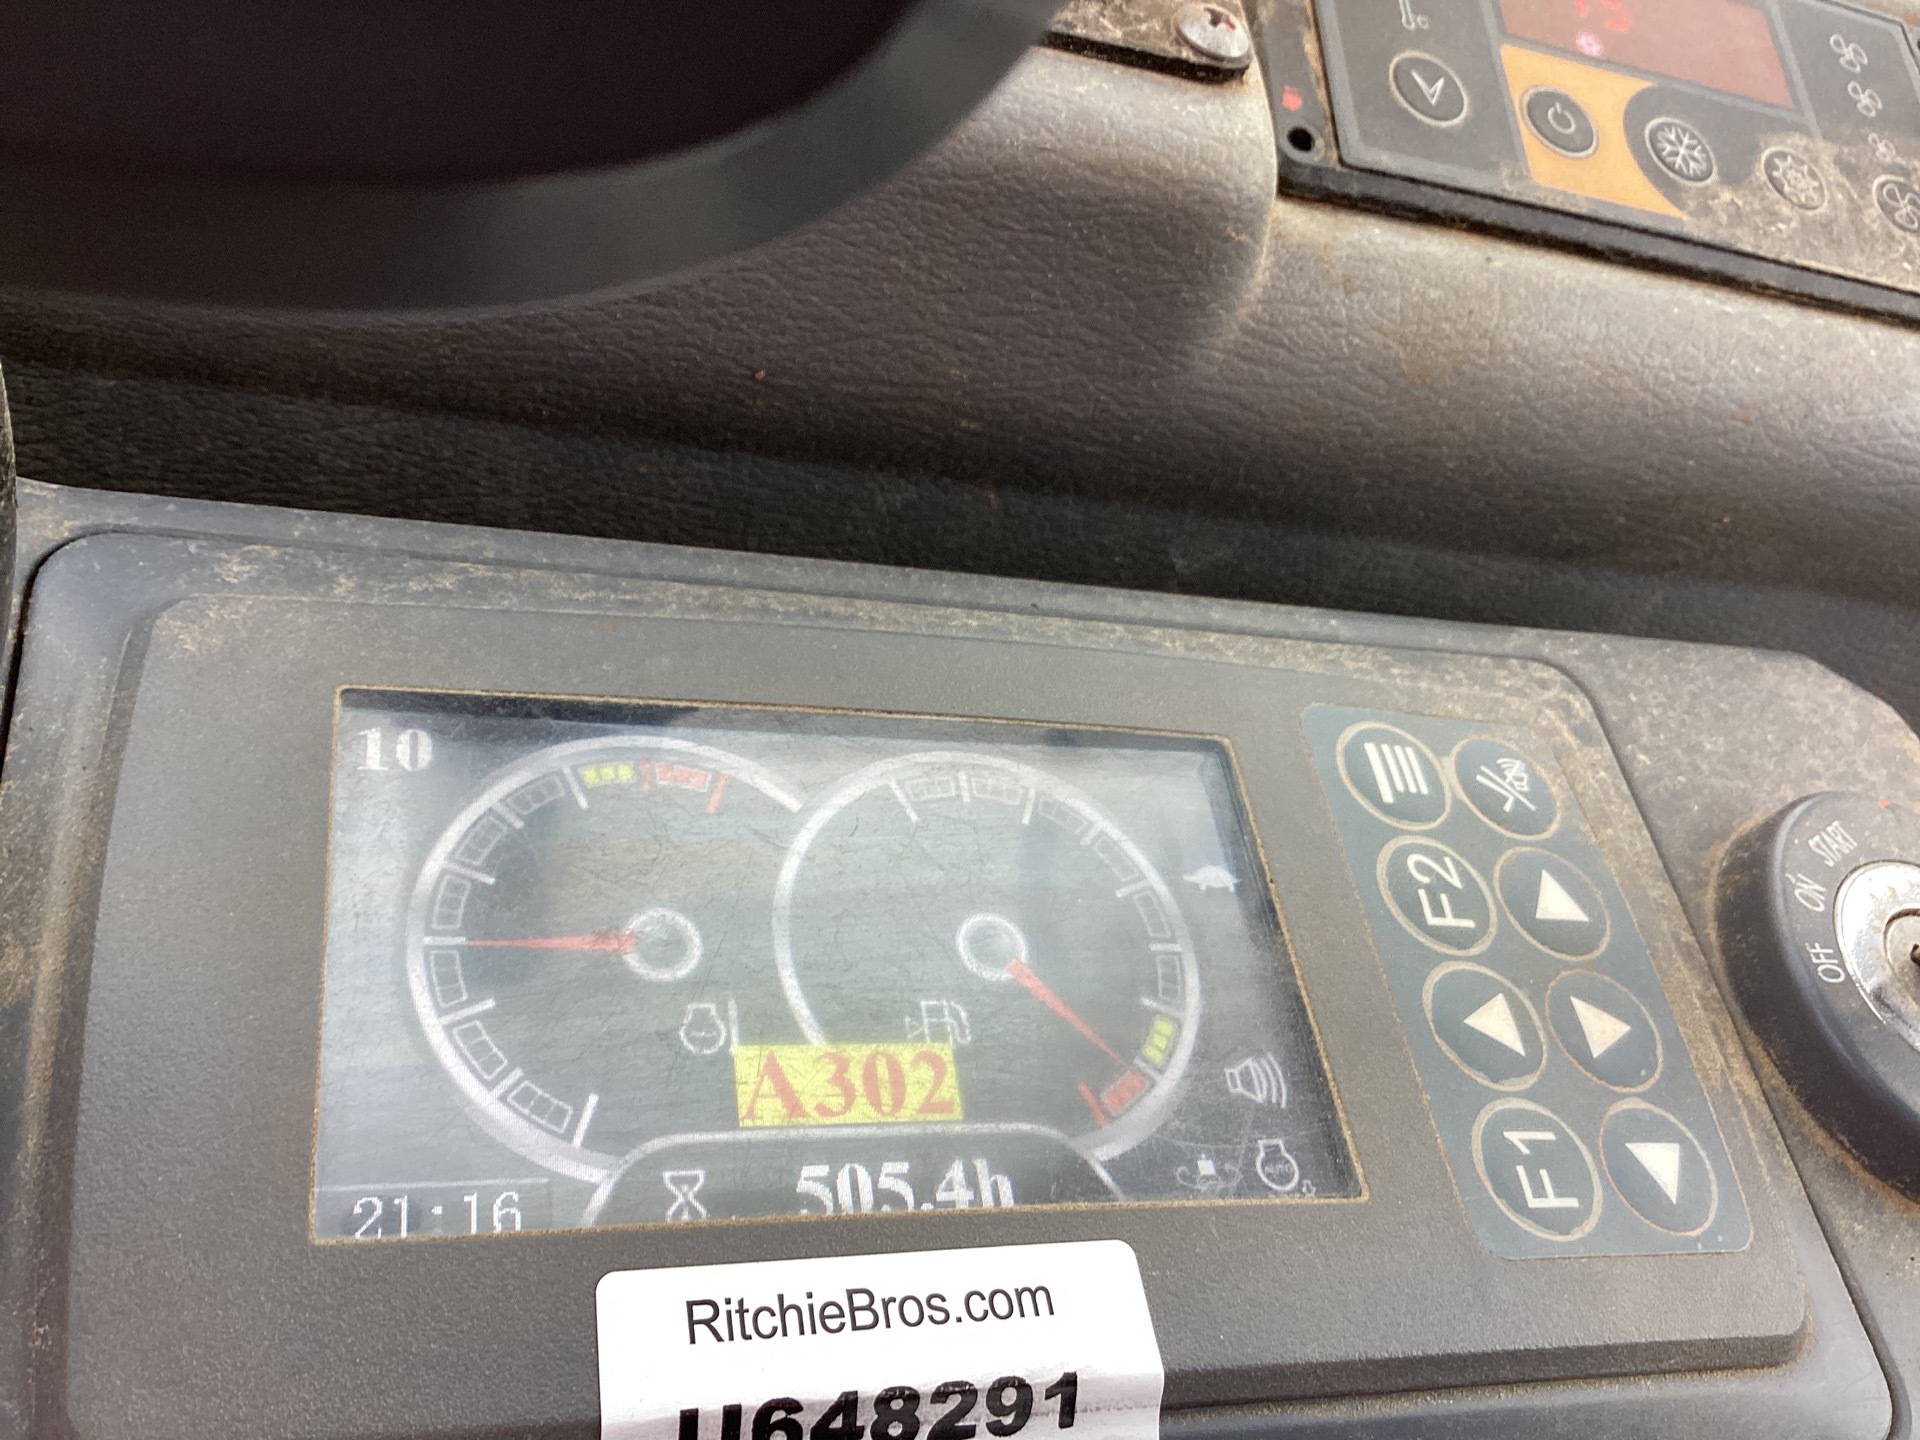 10
A302
505.4h
21:16
F2
F1
START
ON
OFF
RitchieBros.com
U648291